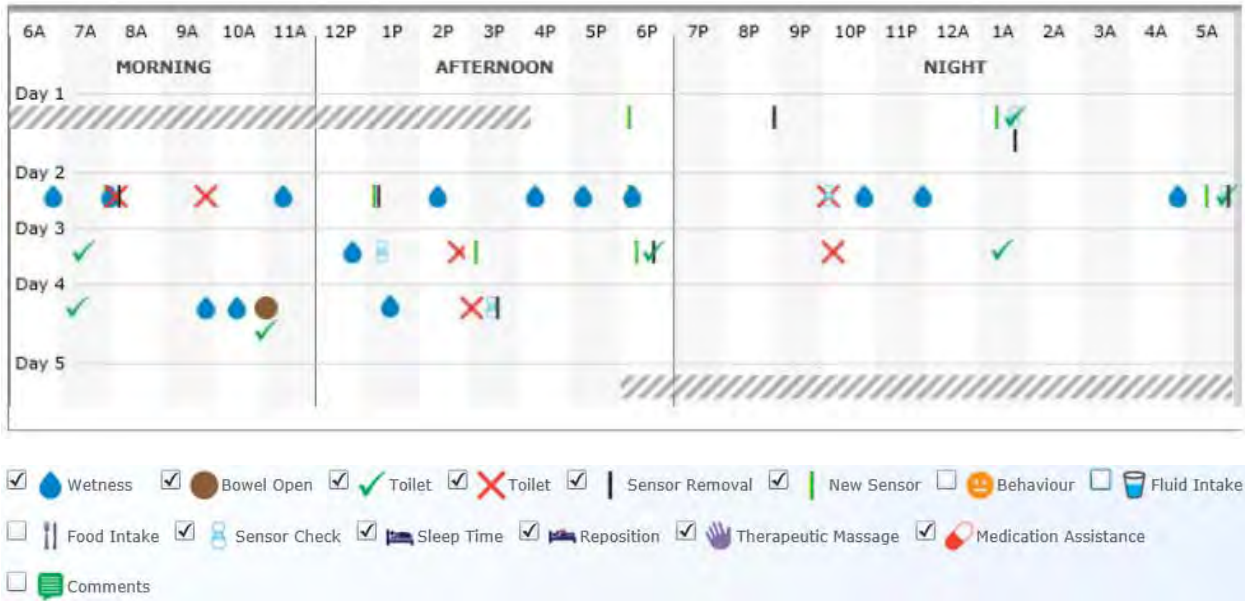 6A 7A 8A 9A 10A 11A 12P 1P 2P 3P 4P 5P 6P 7P 8P 9P 10P 11P 12A 1A 2A 3A 4A 5A
MORNING AFTERNOON NIGHT
Day 1
Day 2
Day 3
Day 4
Day 5
Wetness Bowel Open Toilet Toilet Sensor Removal New Sensor Behaviour Fluid Intake
Food Intake Sensor Check Sleep Time Reposition Therapeutic Massage Medication Assistance
Comments